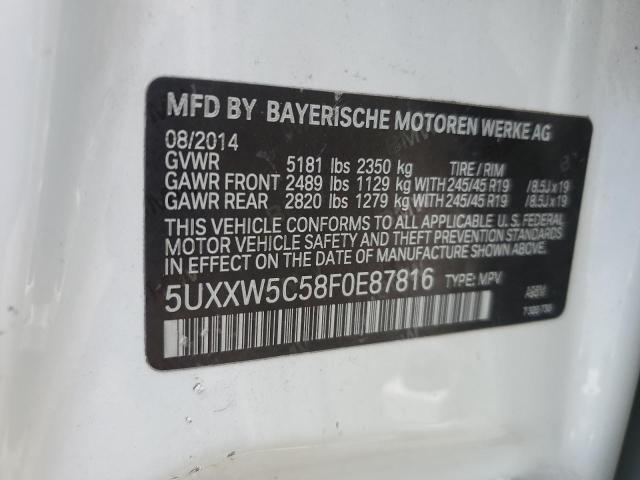 MFD BY BAYERISCHE MOTOREN WERKE AG
08/2014
GVWR 5181 lbs 2350 kg TIRE / RIM
GAWR FRONT 2489 lbs 1129 kg WITH 245/45 R19 /8.5J x 19
GAWR REAR 2820 lbs 1279 kg WITH 245/45 R19 /8.5J x 19
THIS VEHICLE CONFORMS TO ALL APPLICABLE U. S. FEDERAL
MOTOR VEHICLE SAFETY AND THEFT PREVENTION STANDARDS
IN EFFECT ON THE DATE OF MANUFACTURE SHOWN ABOVE.
5UXXW5C58F0E87816 TYPE: MPV